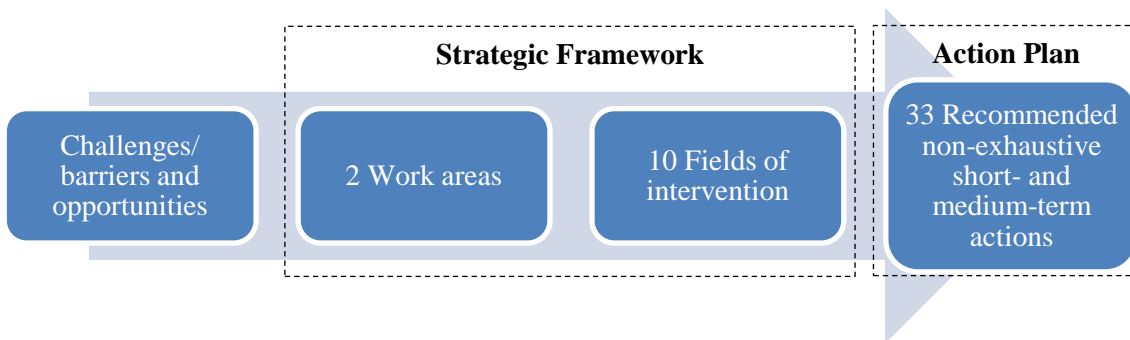 Strategic Framework
Action Plan
Challenges/
barriers and
opportunities
2 Work areas
10 Fields of
intervention
33 Recommended
non-exhaustive
short- and
medium-term
actions